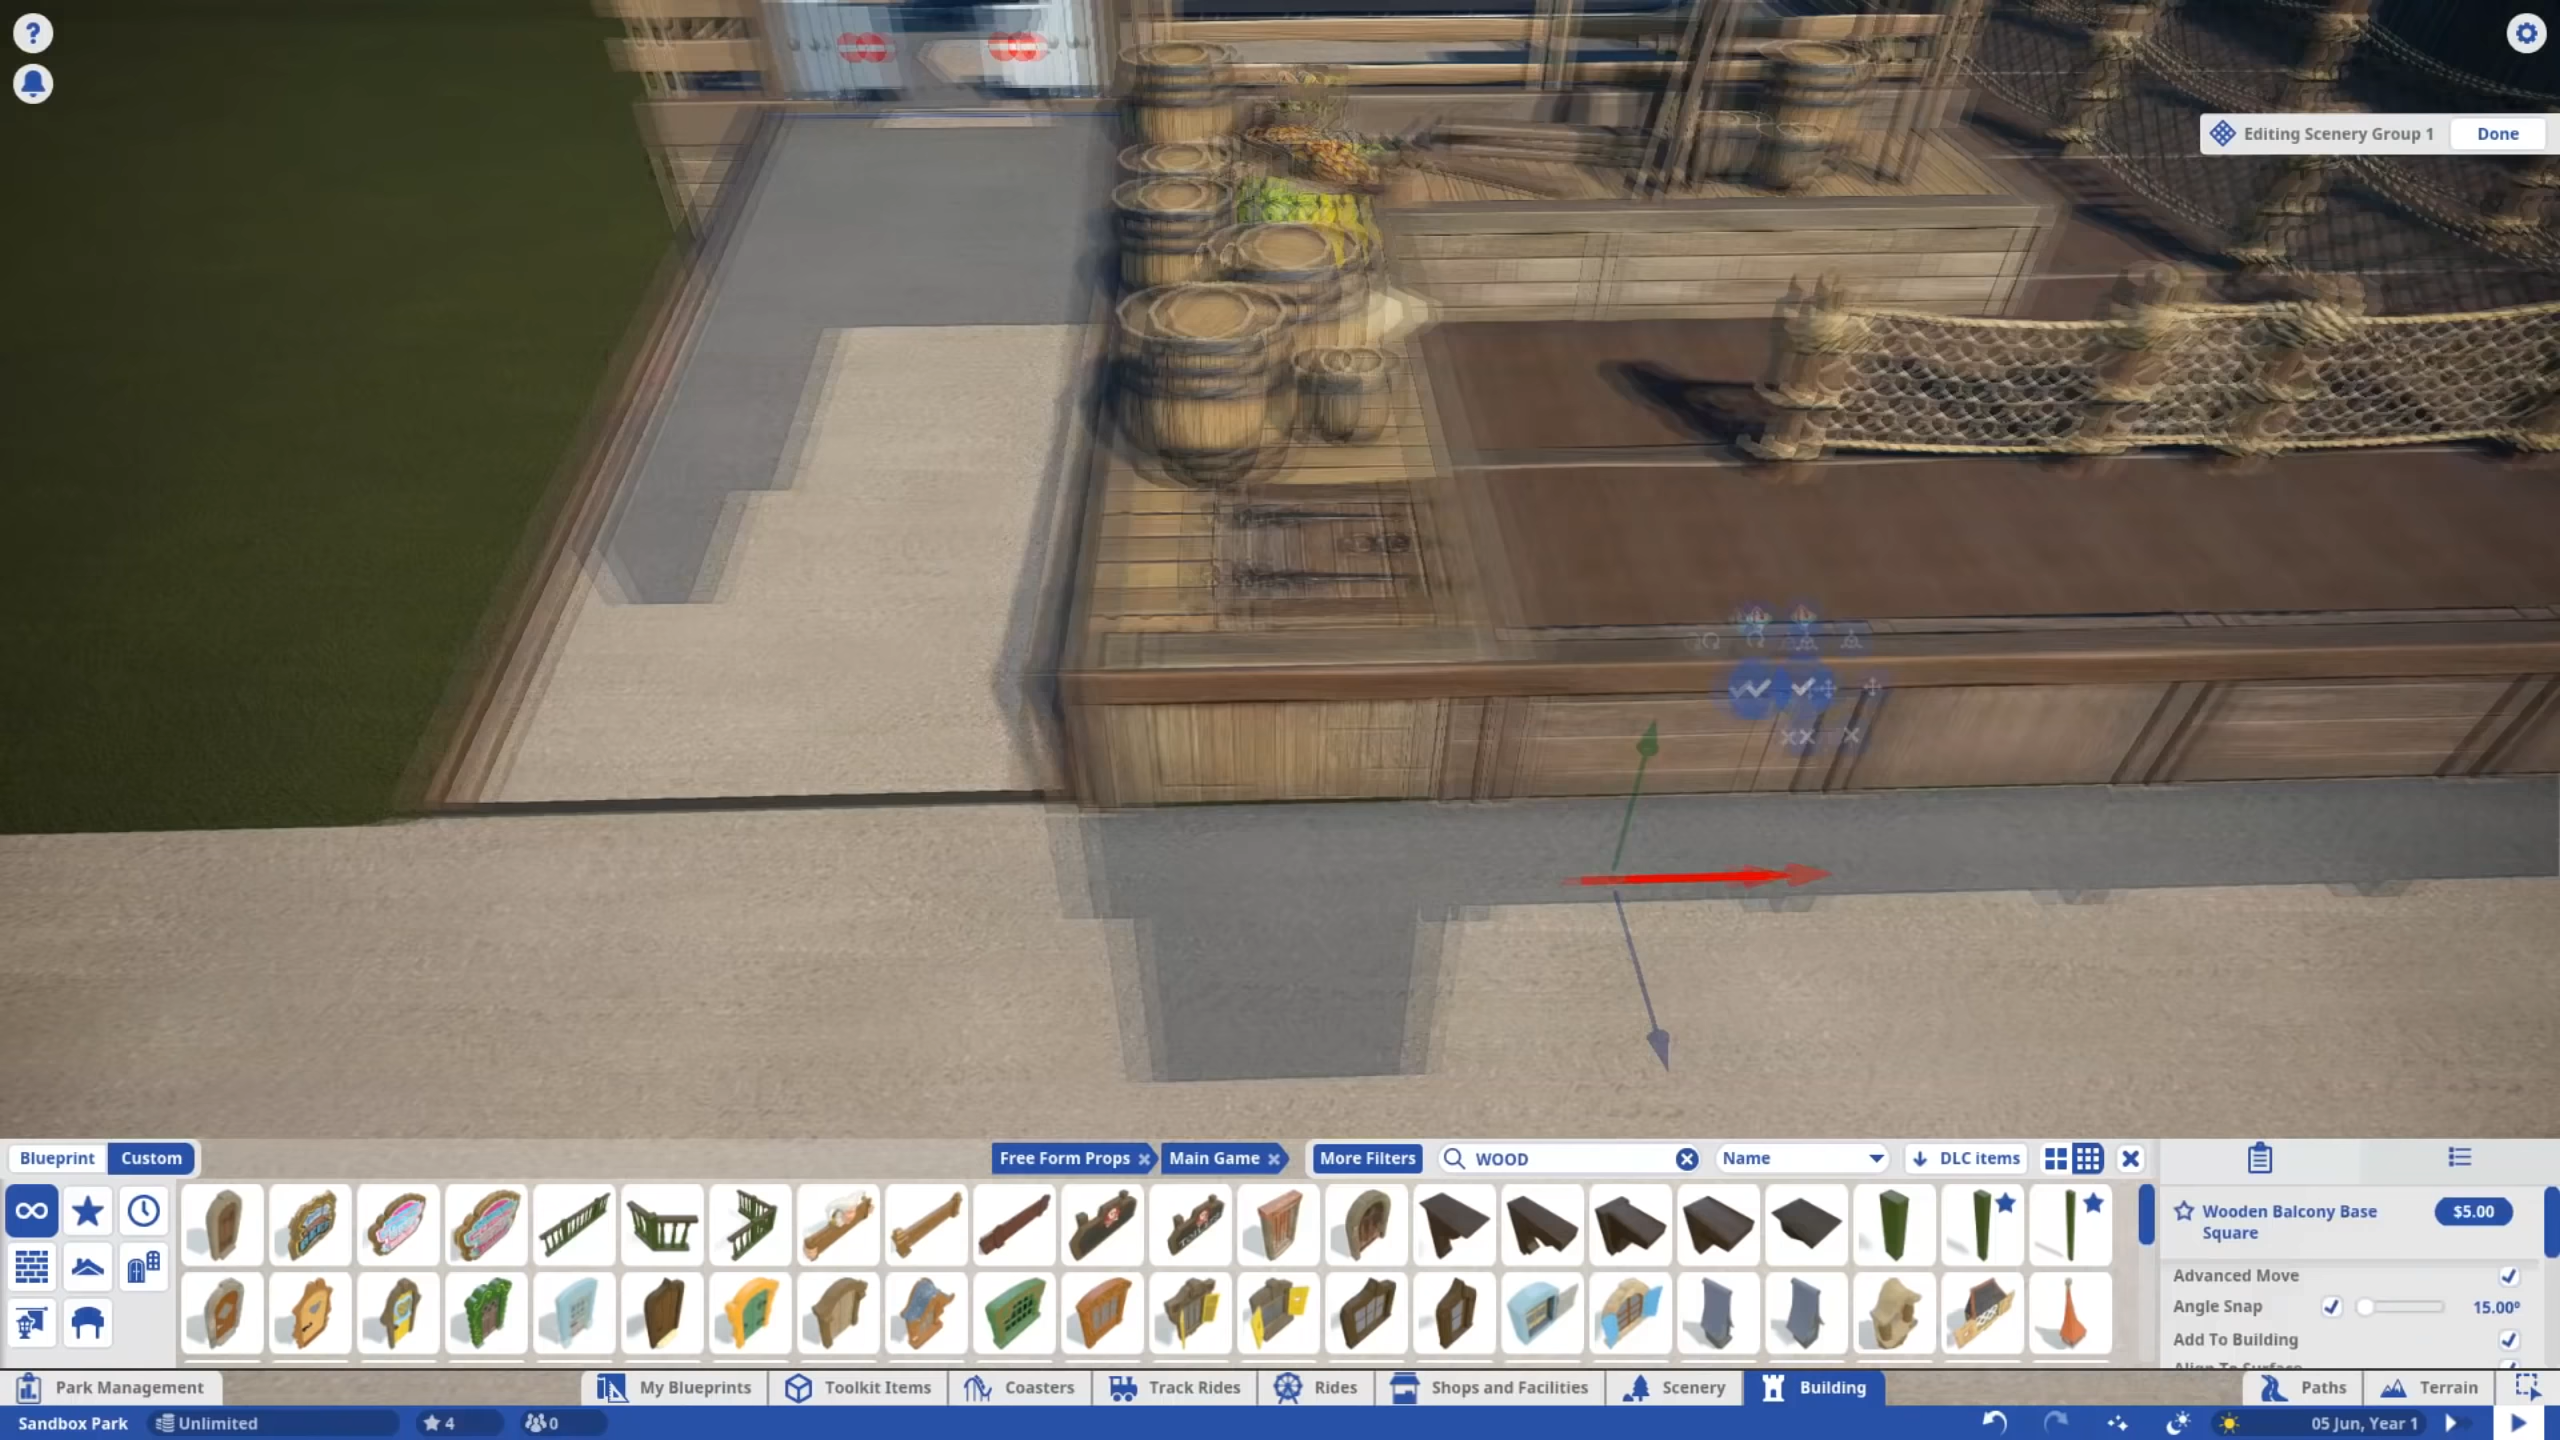 ?
Editing Scenery Group 1 Done
Blueprint Custom Free Form Props Main Game More Filters WOOD Name DLC items
Wooden Balcony Base Square $5.00
Advanced Move
Angle Snap 15.00°
Add To Building
Align To Surface
Park Management My Blueprints Toolkit Items Coasters Track Rides Rides Shops and Facilities Scenery Building Paths Terrain
Sandbox Park Unlimited 4 0 05 Jun, Year 1